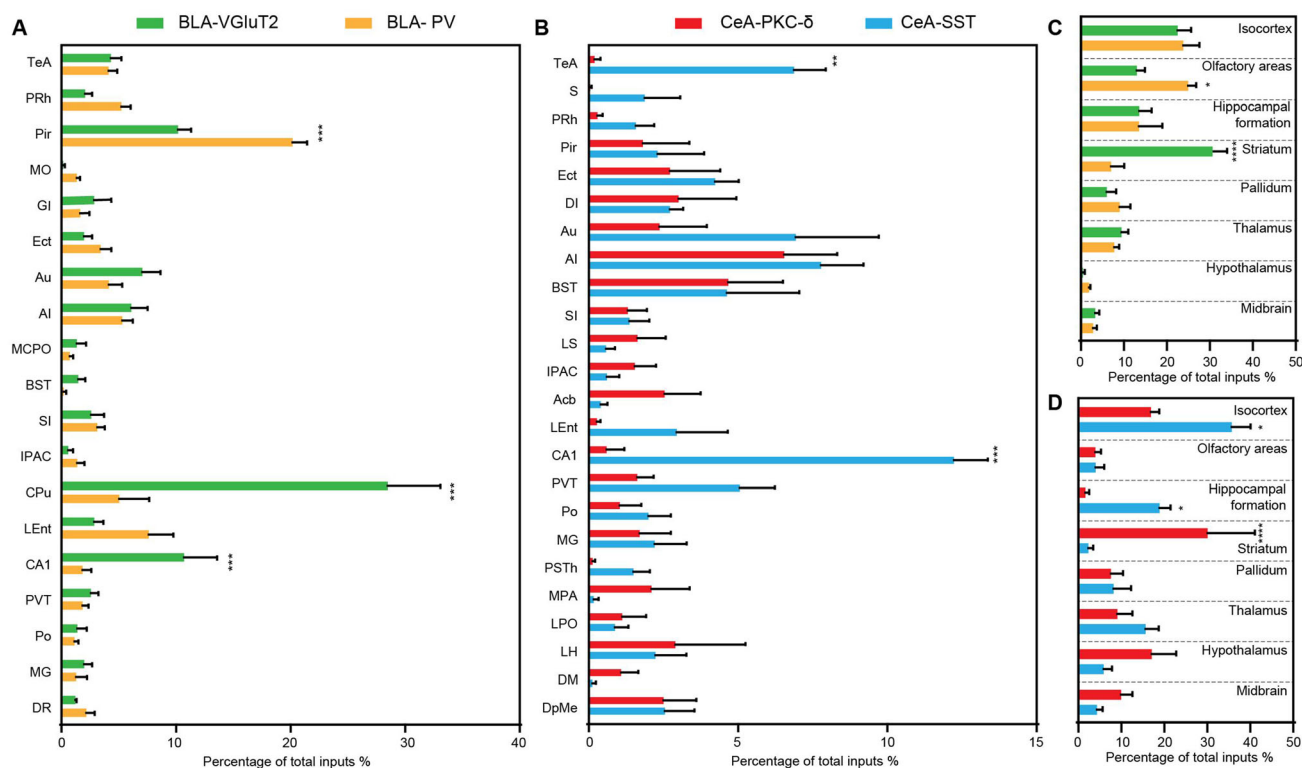 A
BLA-VGluT2
BLA- PV
TeA
PRh
Pir
***
MO
GI
Ect
Au
AI
MCPO
BST
SI
IPAC
CPu
***
LEnt
CA1
***
PVT
Po
MG
DR
0 10 20 30 40
Percentage of total inputs %
B
CeA-PKC-δ
CeA-SST
TeA
**
S
PRh
Pir
Ect
DI
Au
AI
BST
SI
LS
IPAC
Acb
LEnt
CA1
***
PVT
Po
MG
PSTh
MPA
LPO
LH
DM
DpMe
0 5 10 15
Percentage of total inputs %
C
Isocortex
Olfactory areas
*
Hippocampal
formation
Striatum
****
Pallidum
Thalamus
Hypothalamus
Midbrain
0 10 20 30 40 50
Percentage of total inputs %
D
Isocortex
*
Olfactory areas
Hippocampal
formation
*
****
Striatum
Pallidum
Thalamus
Hypothalamus
Midbrain
0 10 20 30 40 50
Percentage of total inputs %